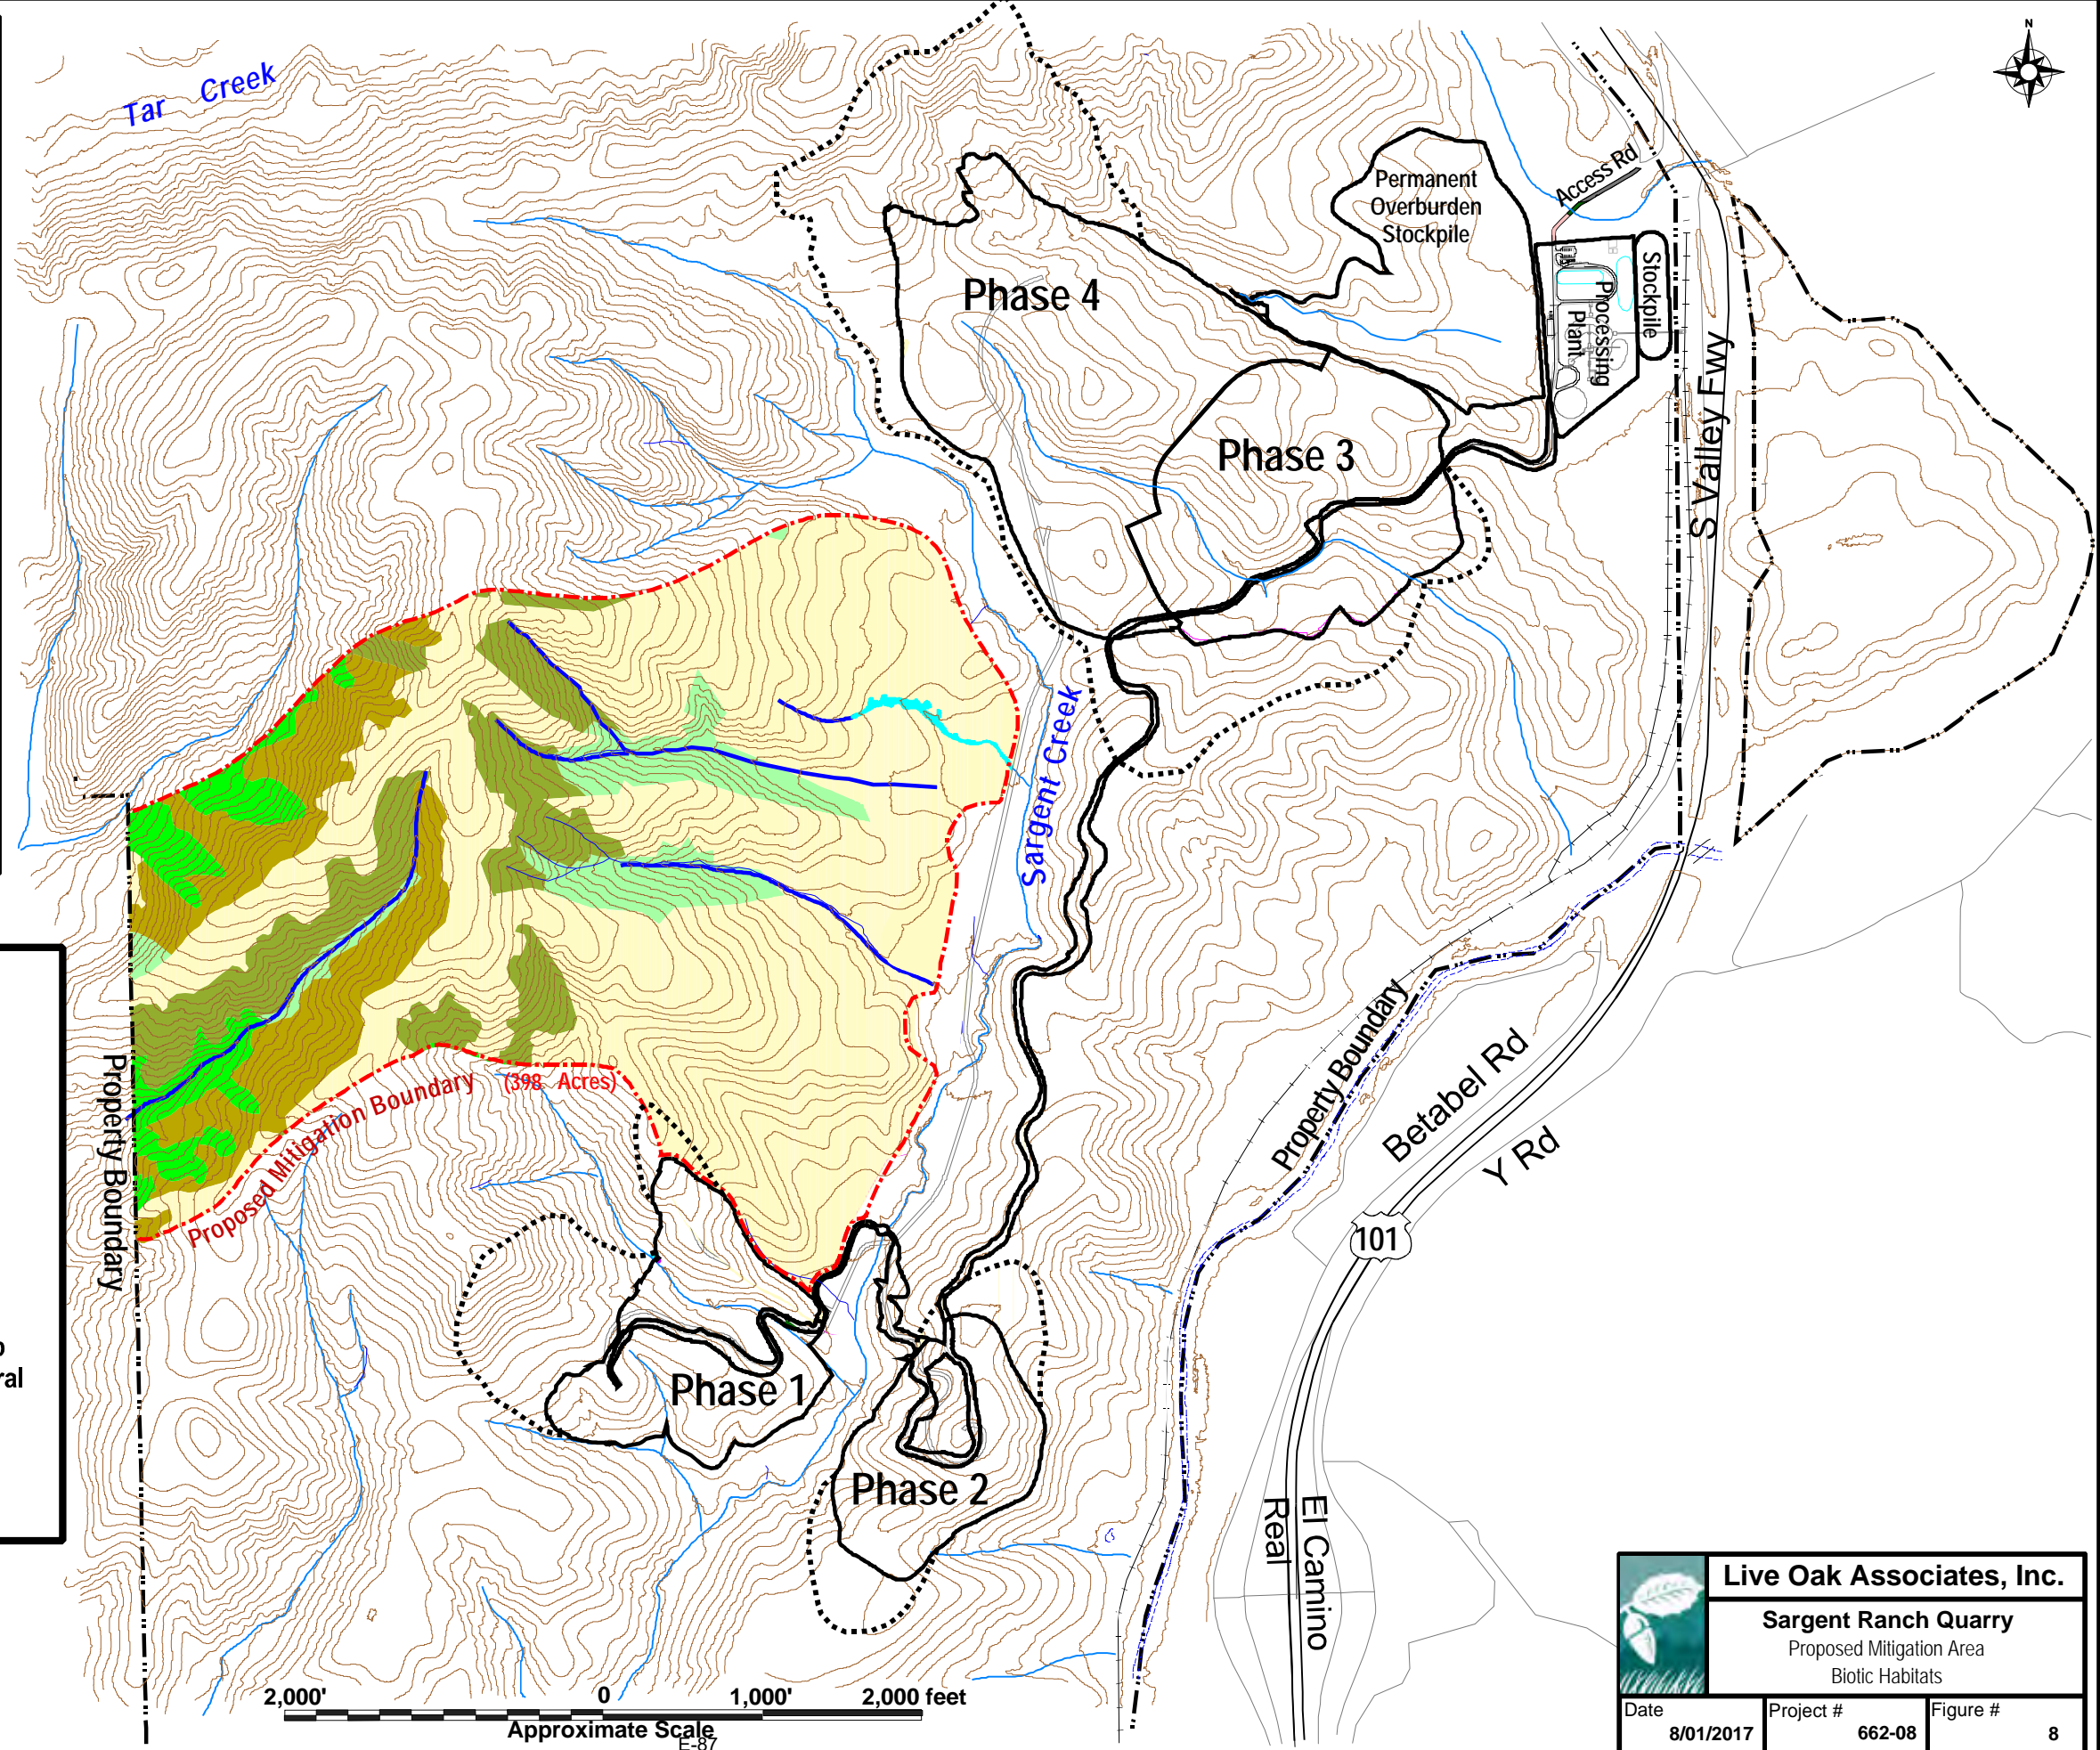 N
Tar Creek
Access Rd
Permanent
Overburden
Stockpile
Stockpile
Processing
Plant
Phase 4
Phase 3
S Valley Fwy
Sargent Creek
Property Boundary
Betabel Rd
Y Rd
101
Property Boundary
Proposed Mitigation Boundary (398 Acres)
Phase 1
Phase 2
El Camino
Real
2,000'
0
1,000'
2,000 feet
Approximate Scale
E-87
Live Oak Associates, Inc.
Sargent Ranch Quarry
Proposed Mitigation Area
Biotic Habitats
Date
8/01/2017
Project #
662-08
Figure #
8